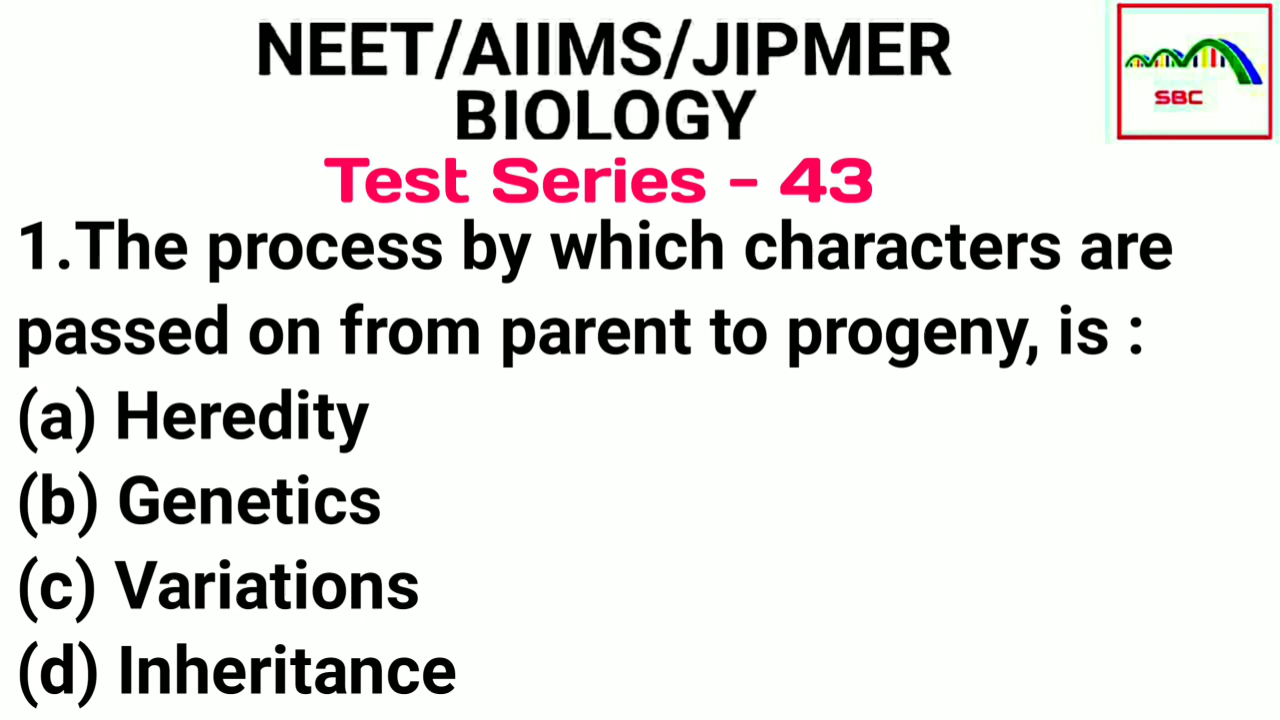 NEET/AIIMS/JIPMER
BIOLOGY
SBC
Test Series - 43
1.The process by which characters are
passed on from parent to progeny, is :
(a) Heredity
(b) Genetics
(c) Variations
(d) Inheritance